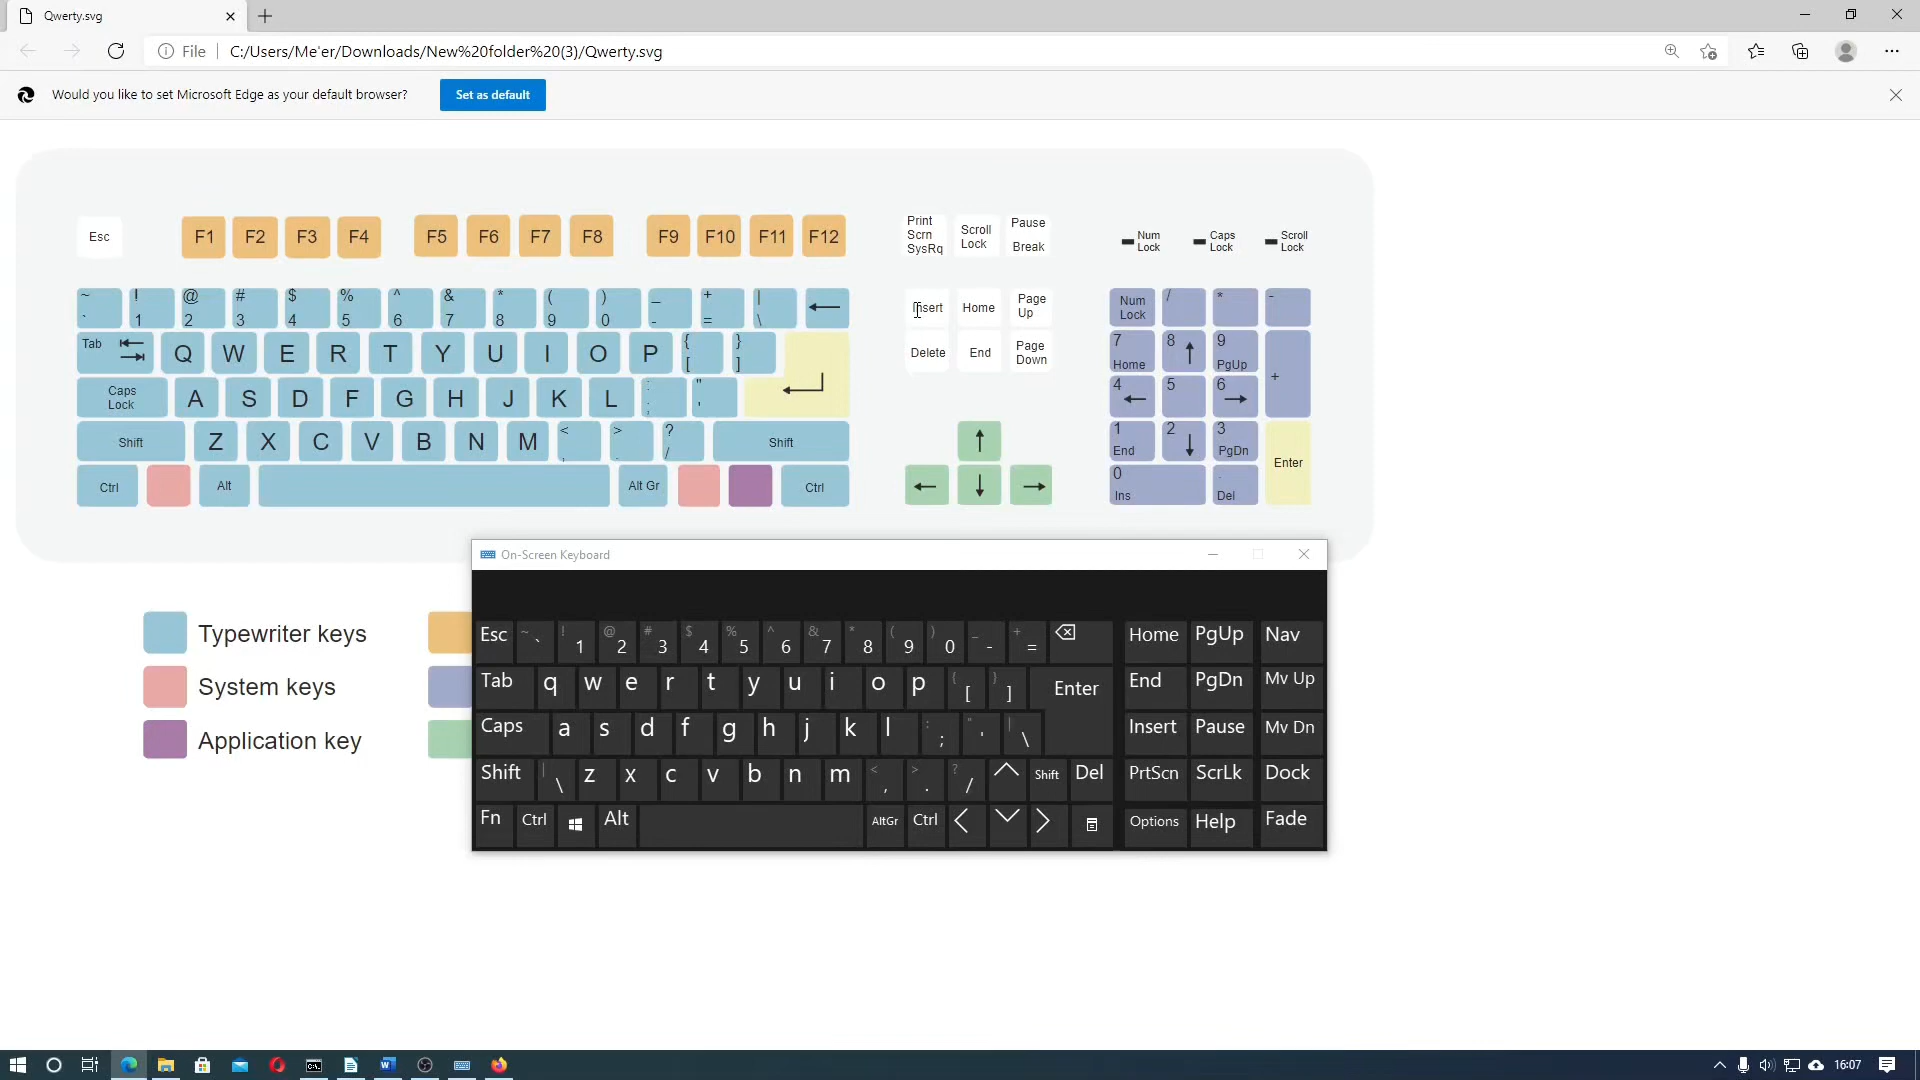 Qwerty.svg
File C:/Users/Me'er/Downloads/New%20folder%20(3)/Qwerty.svg
Would you like to set Microsoft Edge as your default browser? Set as default
Esc F1 F2 F3 F4 F5 F6 F7 F8 F9 F10 F11 F12
Print
Scrn
SysRq
Scroll
Lock
Pause
Break
Num
Lock
Caps
Lock
Scroll
Lock
~ ! @ # $ % ^ & * ( ) _ + |
` 1 2 3 4 5 6 7 8 9 0 - = \
Insert Home Page
Up
Num
Lock
/ * -
Tab Q W E R T Y U I O P { }
[ ]
Delete End Page
Down
7 8 9
Home PgUp
+
Caps
Lock
A S D F G H J K L : "
; '
4 5 6
Shift Z X C V B N M < > ?
, . /
Shift
1 2 3
End PgDn
Enter
Ctrl Alt Alt Gr Ctrl
0 .
Ins Del
On-Screen Keyboard
Typewriter keys
System keys
Application key
Esc ~ ` ! 1 @ 2 # 3 $ 4 % 5 ^ 6 & 7 * 8 ( 9 ) 0 _ - + = Home PgUp Nav
Tab q w e r t y u i o p { [ } ] Enter End PgDn Mv Up
Caps a s d f g h j k l : ; " ' | \ Insert Pause Mv Dn
Shift | \ z x c v b n m < , > . ? / Shift Del PrtScn ScrLk Dock
Fn Ctrl Alt AltGr Ctrl Options Help Fade
16:07